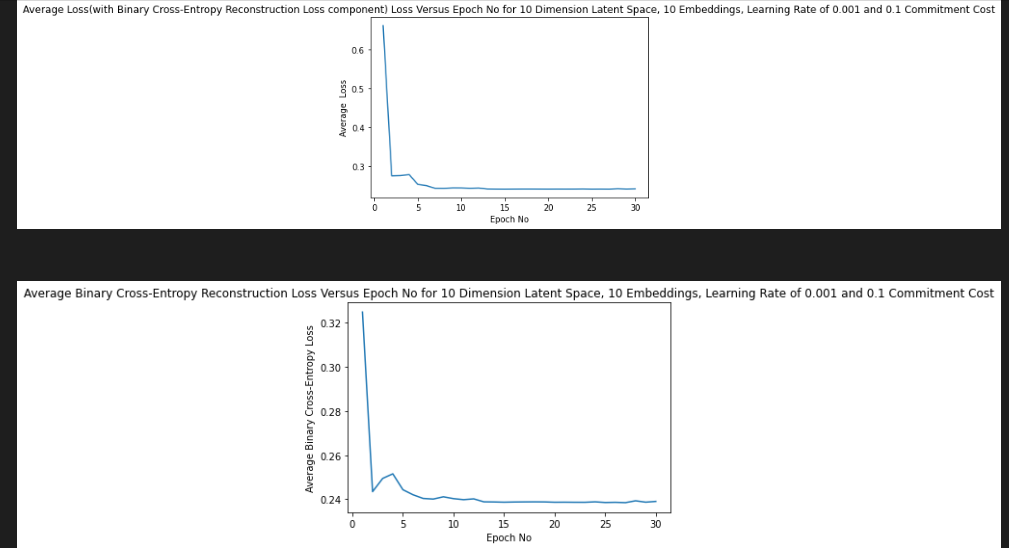 Average Loss(with Binary Cross-Entropy Reconstruction Loss component) Loss Versus Epoch No for 10 Dimension Latent Space, 10 Embeddings, Learning Rate of 0.001 and 0.1 Commitment Cost
0.6
0.5
0.4
0.3
Average Loss
0 5 10 15 20 25 30
Epoch No
Average Binary Cross-Entropy Reconstruction Loss Versus Epoch No for 10 Dimension Latent Space, 10 Embeddings, Learning Rate of 0.001 and 0.1 Commitment Cost
0.32
0.30
0.28
0.26
0.24
Average Binary Cross-Entropy Loss
0 5 10 15 20 25 30
Epoch No